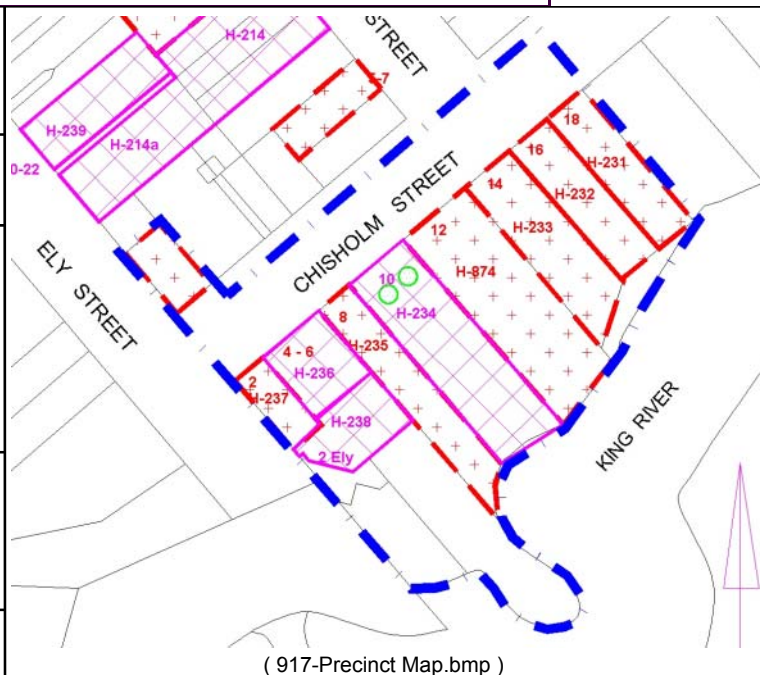 STREET
H-214
-7
H-239
H-214a
0-22
18
H-231
16
H-232
14
H-233
12
H-874
CHISHOLM STREET
10
H-234
8
H-235
4 - 6
H-236
2
H-237
H-238
2 Ely
ELY STREET
KING RIVER
( 917-Precinct Map.bmp )